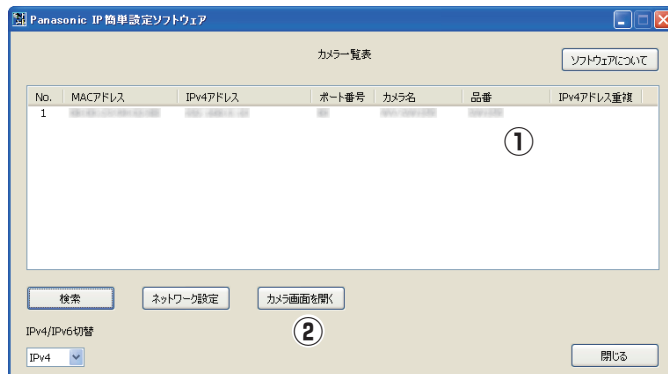 Panasonic IP簡単設定ソフトウェア
カメラ一覧表
ソフトウェアについて
No. MACアドレス IPv4アドレス ポート番号 カメラ名 品番 IPv4アドレス重複
1
①
検索 ネットワーク設定 カメラ画面を開く
②
IPv4/IPv6切替
IPv4 閉じる